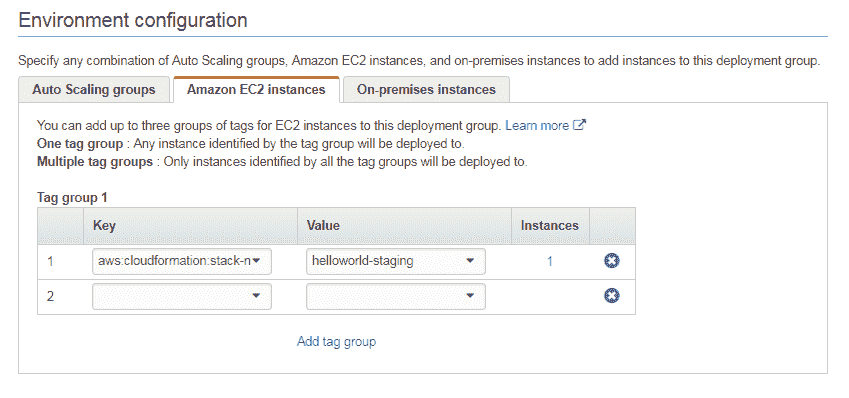 Environment configuration
Specify any combination of Auto Scaling groups, Amazon EC2 instances, and on-premises instances to add instances to this deployment group.
Auto Scaling groups Amazon EC2 instances On-premises instances
You can add up to three groups of tags for EC2 instances to this deployment group. Learn more
One tag group : Any instance identified by the tag group will be deployed to.
Multiple tag groups : Only instances identified by all the tag groups will be deployed to.
Tag group 1
Key Value Instances
1 aws:cloudformation:stack-n helloworld-staging 1
2
Add tag group